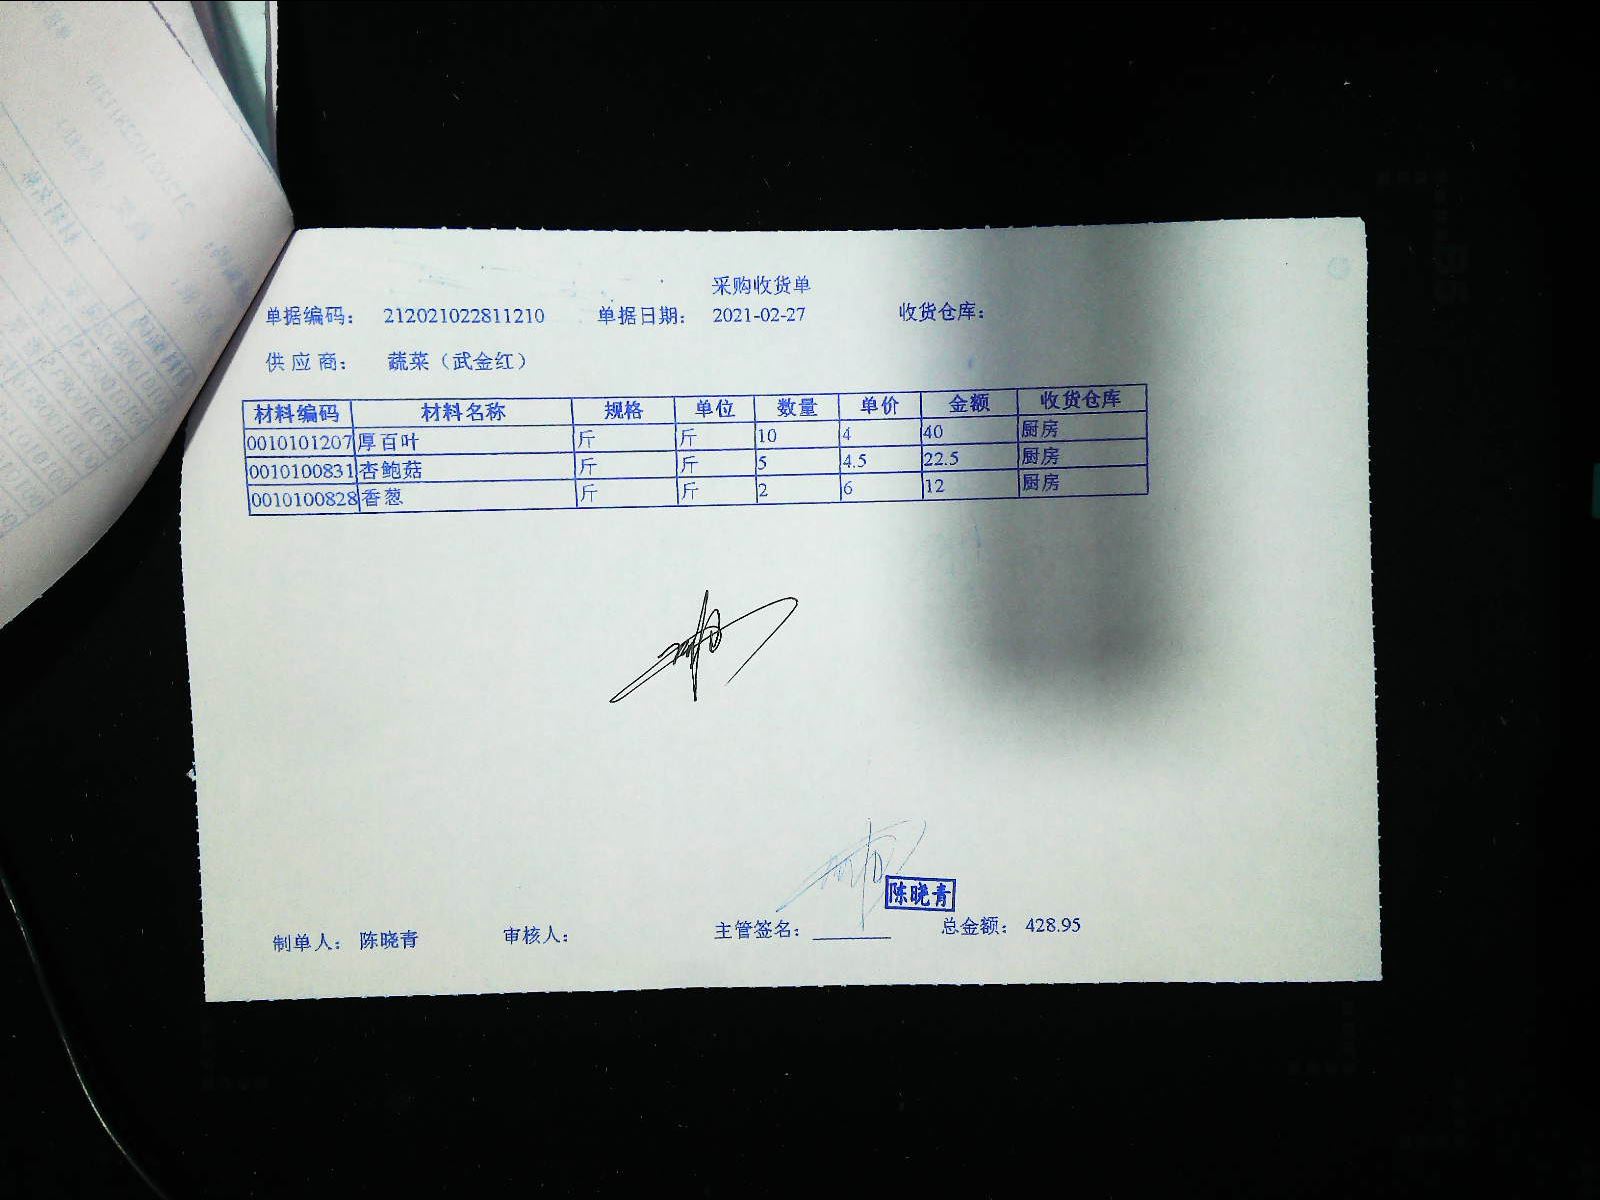 采购收货单
单据编码： 212021022811210 单据日期： 2021-02-27 收货仓库：
供 应 商： 蔬菜（武金红）
材料编码 材料名称 规格 单位 数量 单价 金额 收货仓库
0010101207 厚百叶 斤 斤 10 4 40 厨房
0010100831 杏鲍菇 斤 斤 5 4.5 22.5 厨房
0010100828 香葱 斤 斤 2 6 12 厨房
陈晓青
制单人： 陈晓青 审核人： 主管签名： 总金额： 428.95